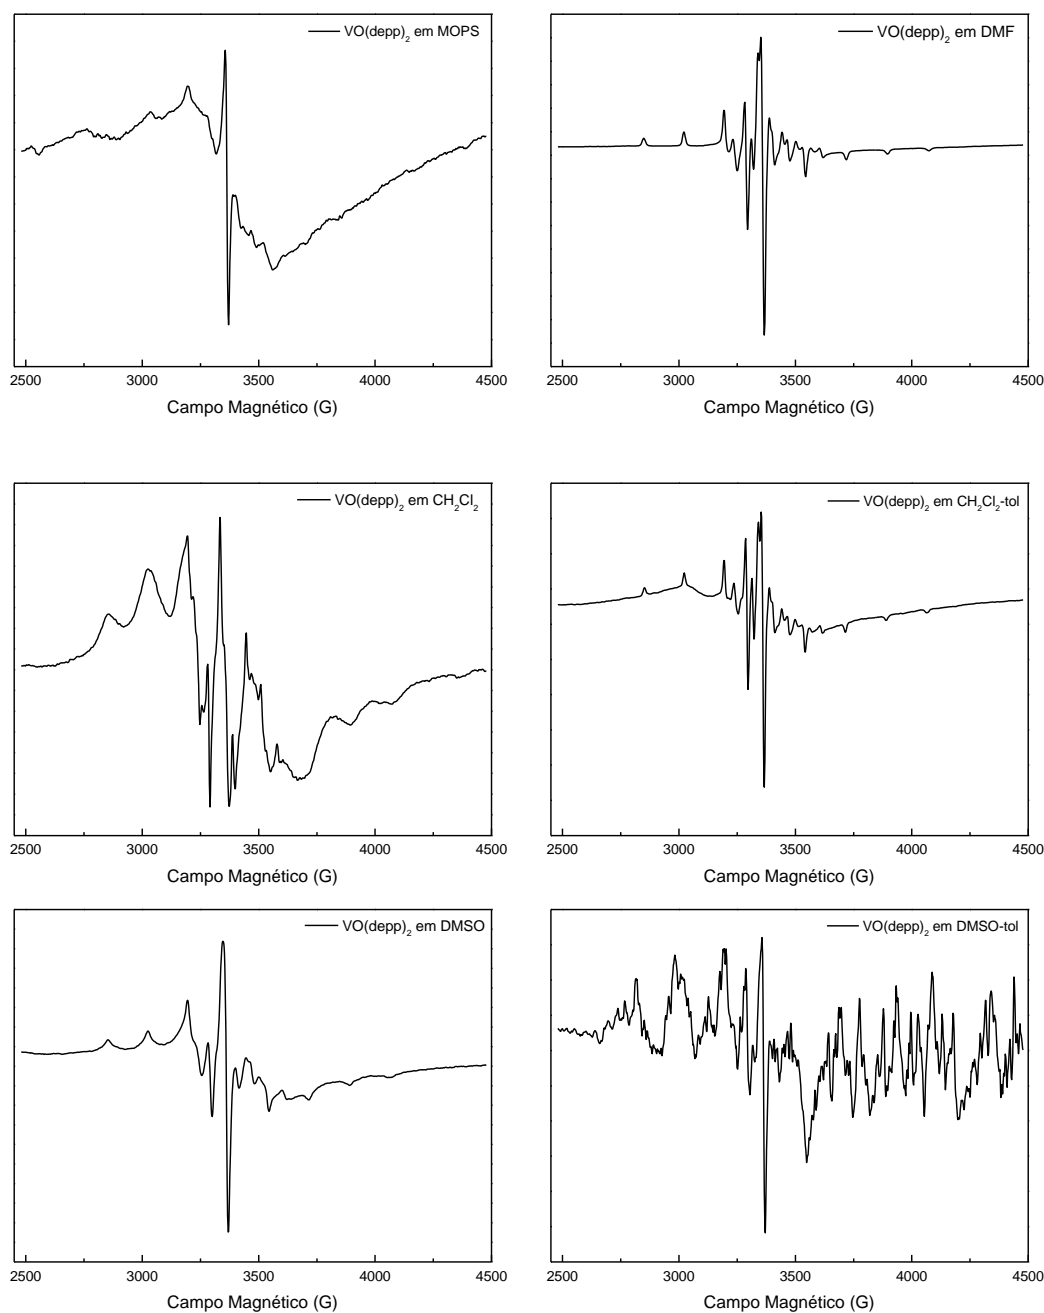 VO(depp)₂ em MOPS
2500 3000 3500 4000 4500
Campo Magnético (G)
VO(depp)₂ em DMF
2500 3000 3500 4000 4500
Campo Magnético (G)
VO(depp)₂ em CH₂Cl₂
2500 3000 3500 4000 4500
Campo Magnético (G)
VO(depp)₂ em CH₂Cl₂-tol
2500 3000 3500 4000 4500
Campo Magnético (G)
VO(depp)₂ em DMSO
2500 3000 3500 4000 4500
Campo Magnético (G)
VO(depp)₂ em DMSO-tol
2500 3000 3500 4000 4500
Campo Magnético (G)